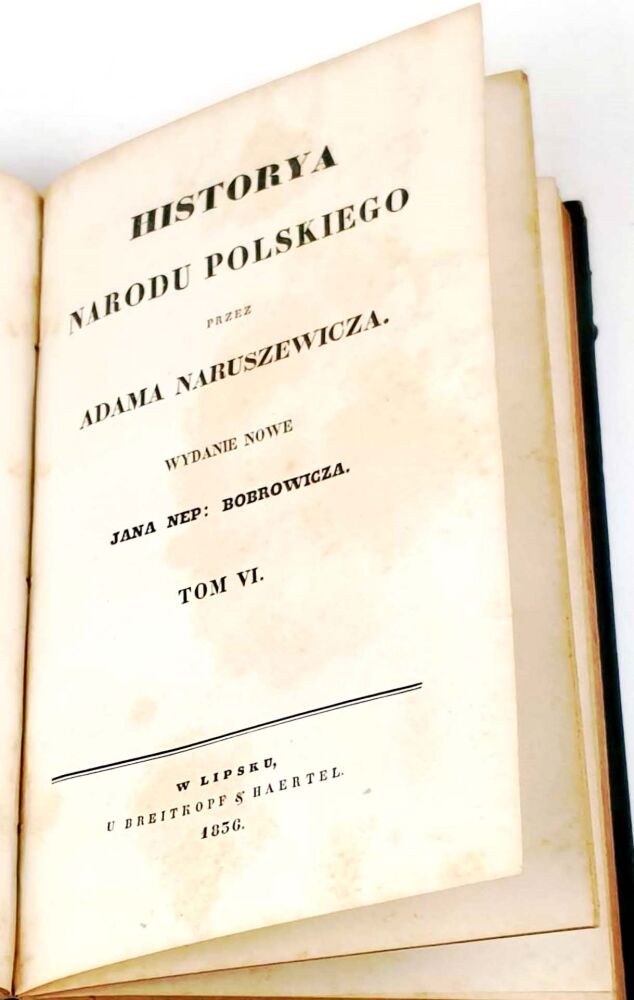 HISTORYA
NARODU POLSKIEGO
PRZEZ
ADAMA NARUSZEWICZA.
WYDANIE NOWE
JANA NEP: BOBROWICZA.
TOM VI.
W LIPSKU,
U BREITKOPF & HAERTEL.
1836.